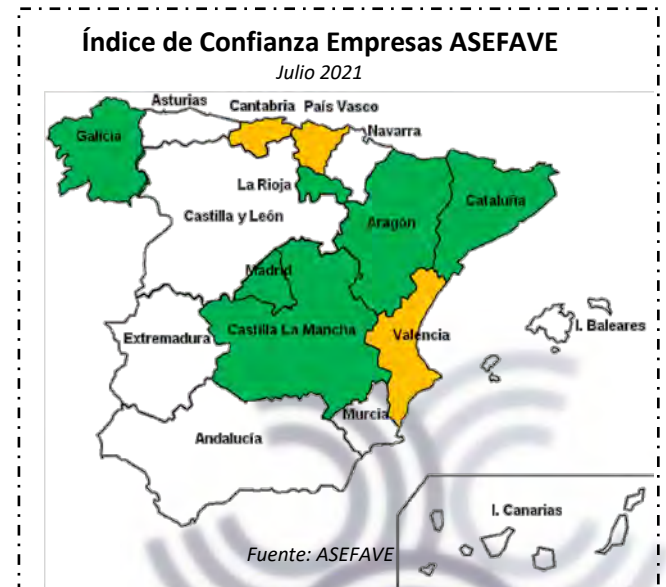 Índice de Confianza Empresas ASEFAVE
Julio 2021
Asturias
Cantabria
País Vasco
Galicia
Navarra
La Rioja
Cataluña
Castilla y León
Aragón
Madrid
Castilla La Mancha
Extremadura
Valencia
I. Baleares
Murcia
Andalucía
I. Canarias
Fuente: ASEFAVE